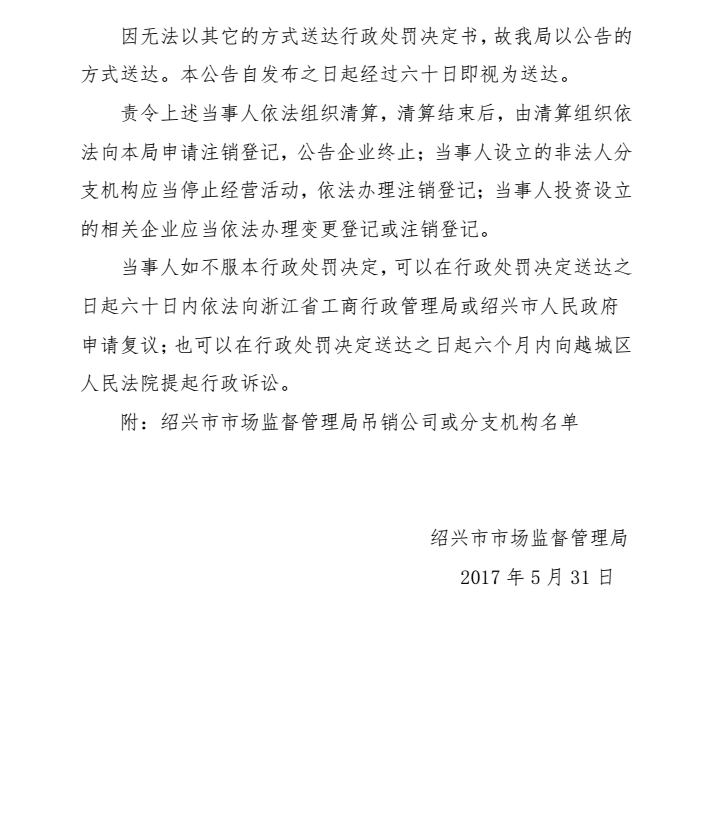 因无法以其它的方式送达行政处罚决定书，故我局以公告的
方式送达。本公告自发布之日起经过六十日即视为送达。
责令上述当事人依法组织清算，清算结束后，由清算组织依
法向本局申请注销登记，公告企业终止；当事人设立的非法人分
支机构应当停止经营活动，依法办理注销登记；当事人投资设立
的相关企业应当依法办理变更登记或注销登记。
当事人如不服本行政处罚决定，可以在行政处罚决定送达之
日起六十日内依法向浙江省工商行政管理局或绍兴市人民政府
申请复议；也可以在行政处罚决定送达之日起六个月内向越城区
人民法院提起行政诉讼。
附：绍兴市市场监督管理局吊销公司或分支机构名单
绍兴市市场监督管理局
2017 年 5 月 31 日